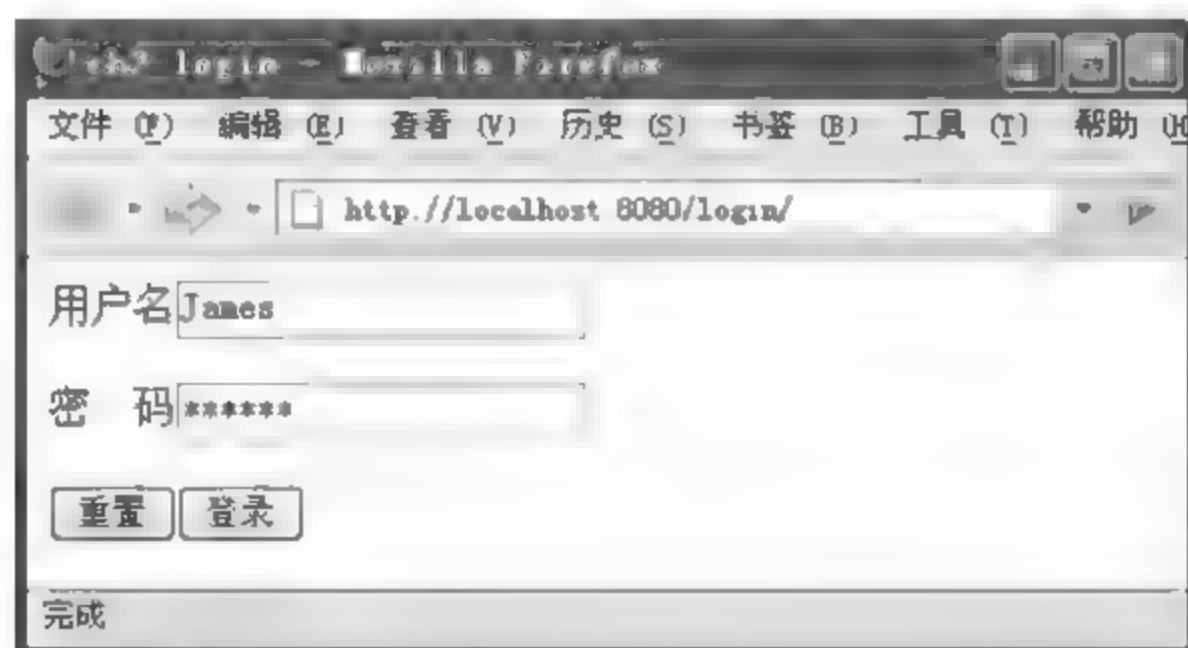 ch2 login - Mozilla Firefox
文件 (F) 编辑 (E) 查看 (V) 历史 (S) 书签 (B) 工具 (T) 帮助 (H
http://localhost 8080/login/
用户名 James
密 码 ******
重置 登录
完成